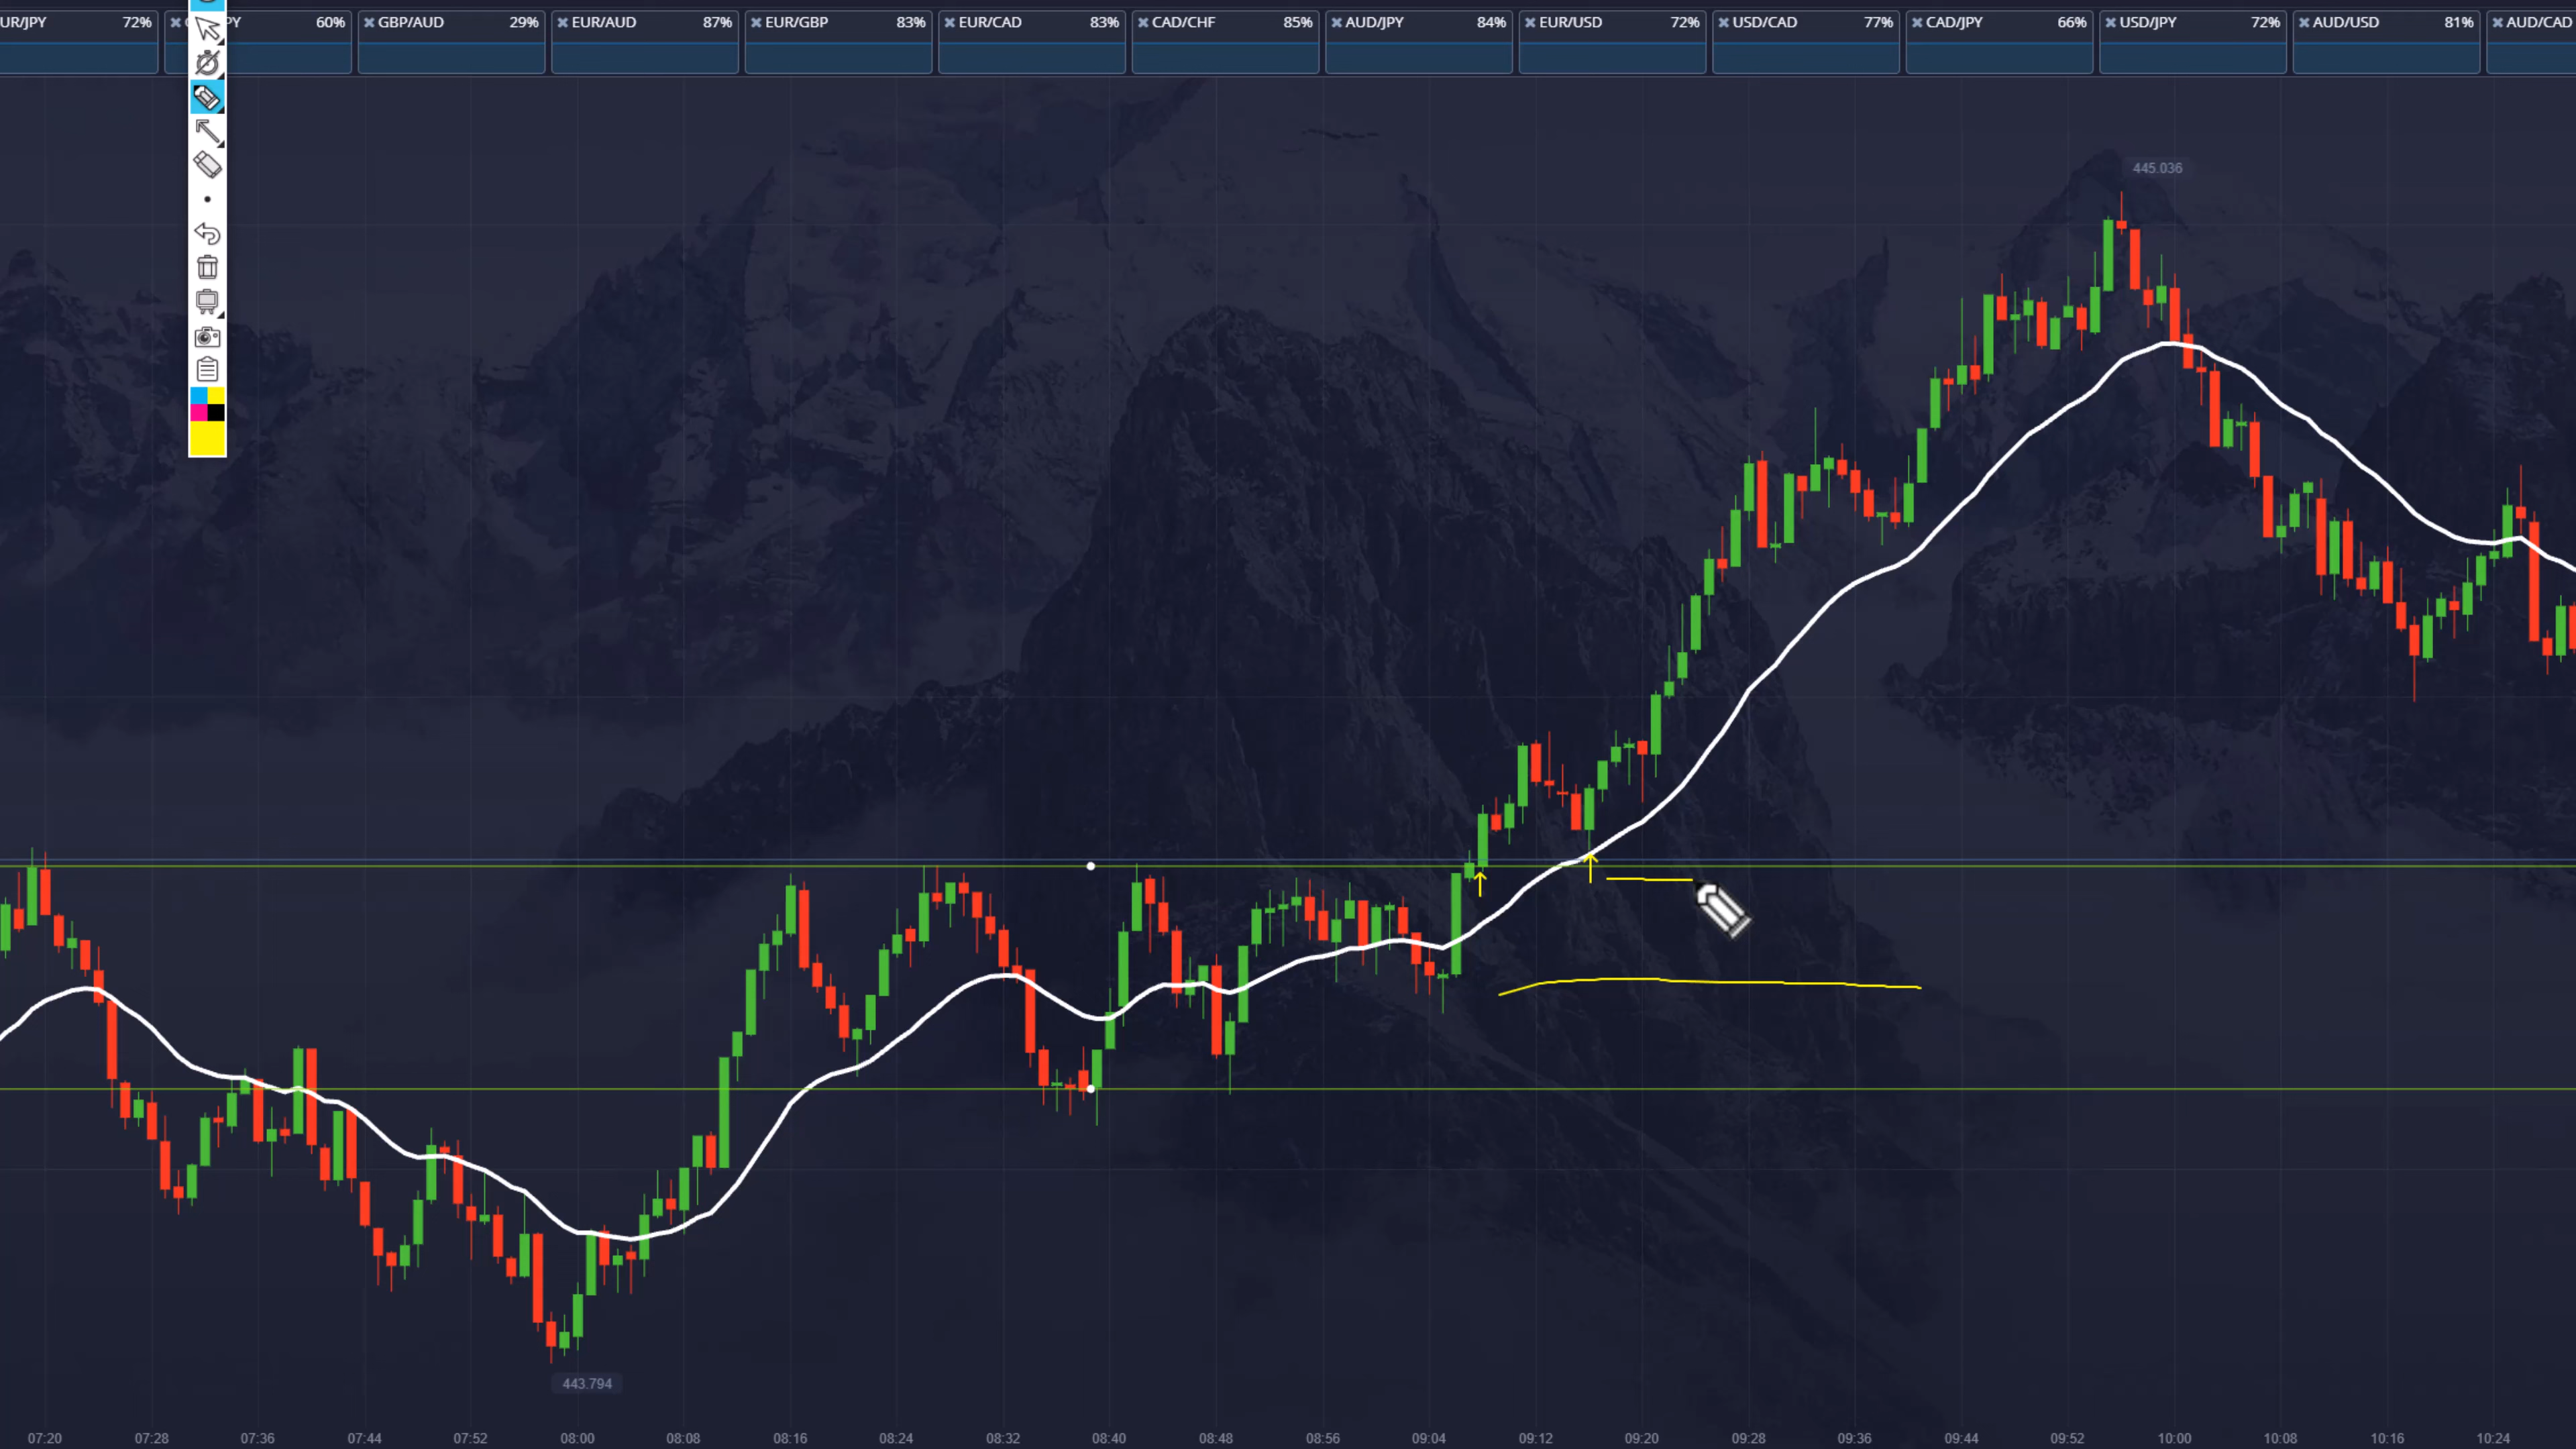 UR/JPY 72% PY 60% GBP/AUD 29% EUR/AUD 87% EUR/GBP 83% EUR/CAD 83% CAD/CHF 85% AUD/JPY 84% EUR/USD 72% USD/CAD 77% CAD/JPY 66% USD/JPY 72% AUD/USD 81% AUD/CAD
445.036
443.794
07:20 07:28 07:36 07:44 07:52 08:00 08:08 08:16 08:24 08:32 08:40 08:48 08:56 09:04 09:12 09:20 09:28 09:36 09:44 09:52 10:00 10:08 10:16 10:24